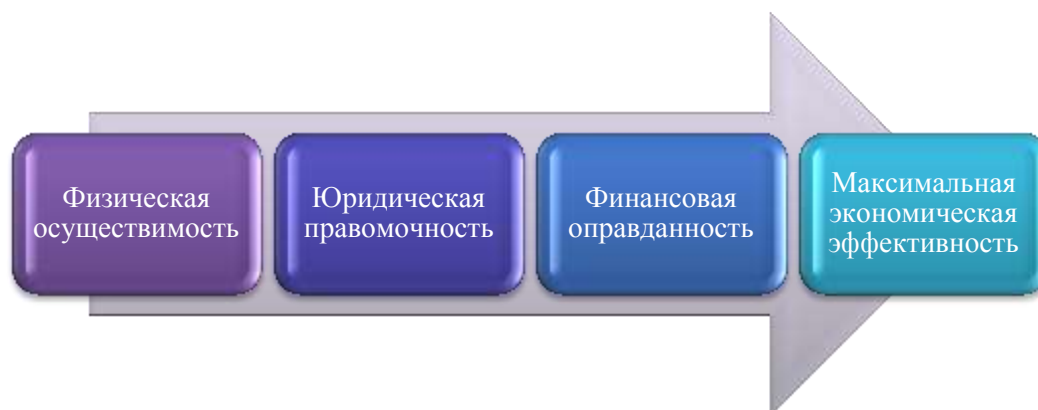 Физическая
осуществимость
Юридическая
правомочность
Финансовая
оправданность
Максимальная
экономическая
эффективность